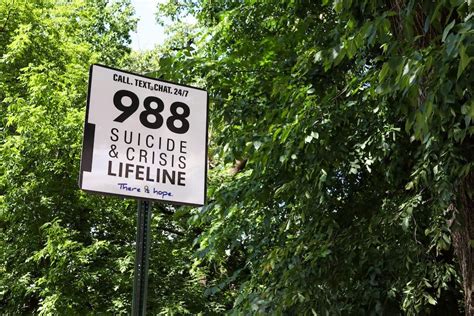 CALL. TEXT. CHAT. 24/7
988
SUICIDE
& CRISIS
LIFELINE
There is hope.